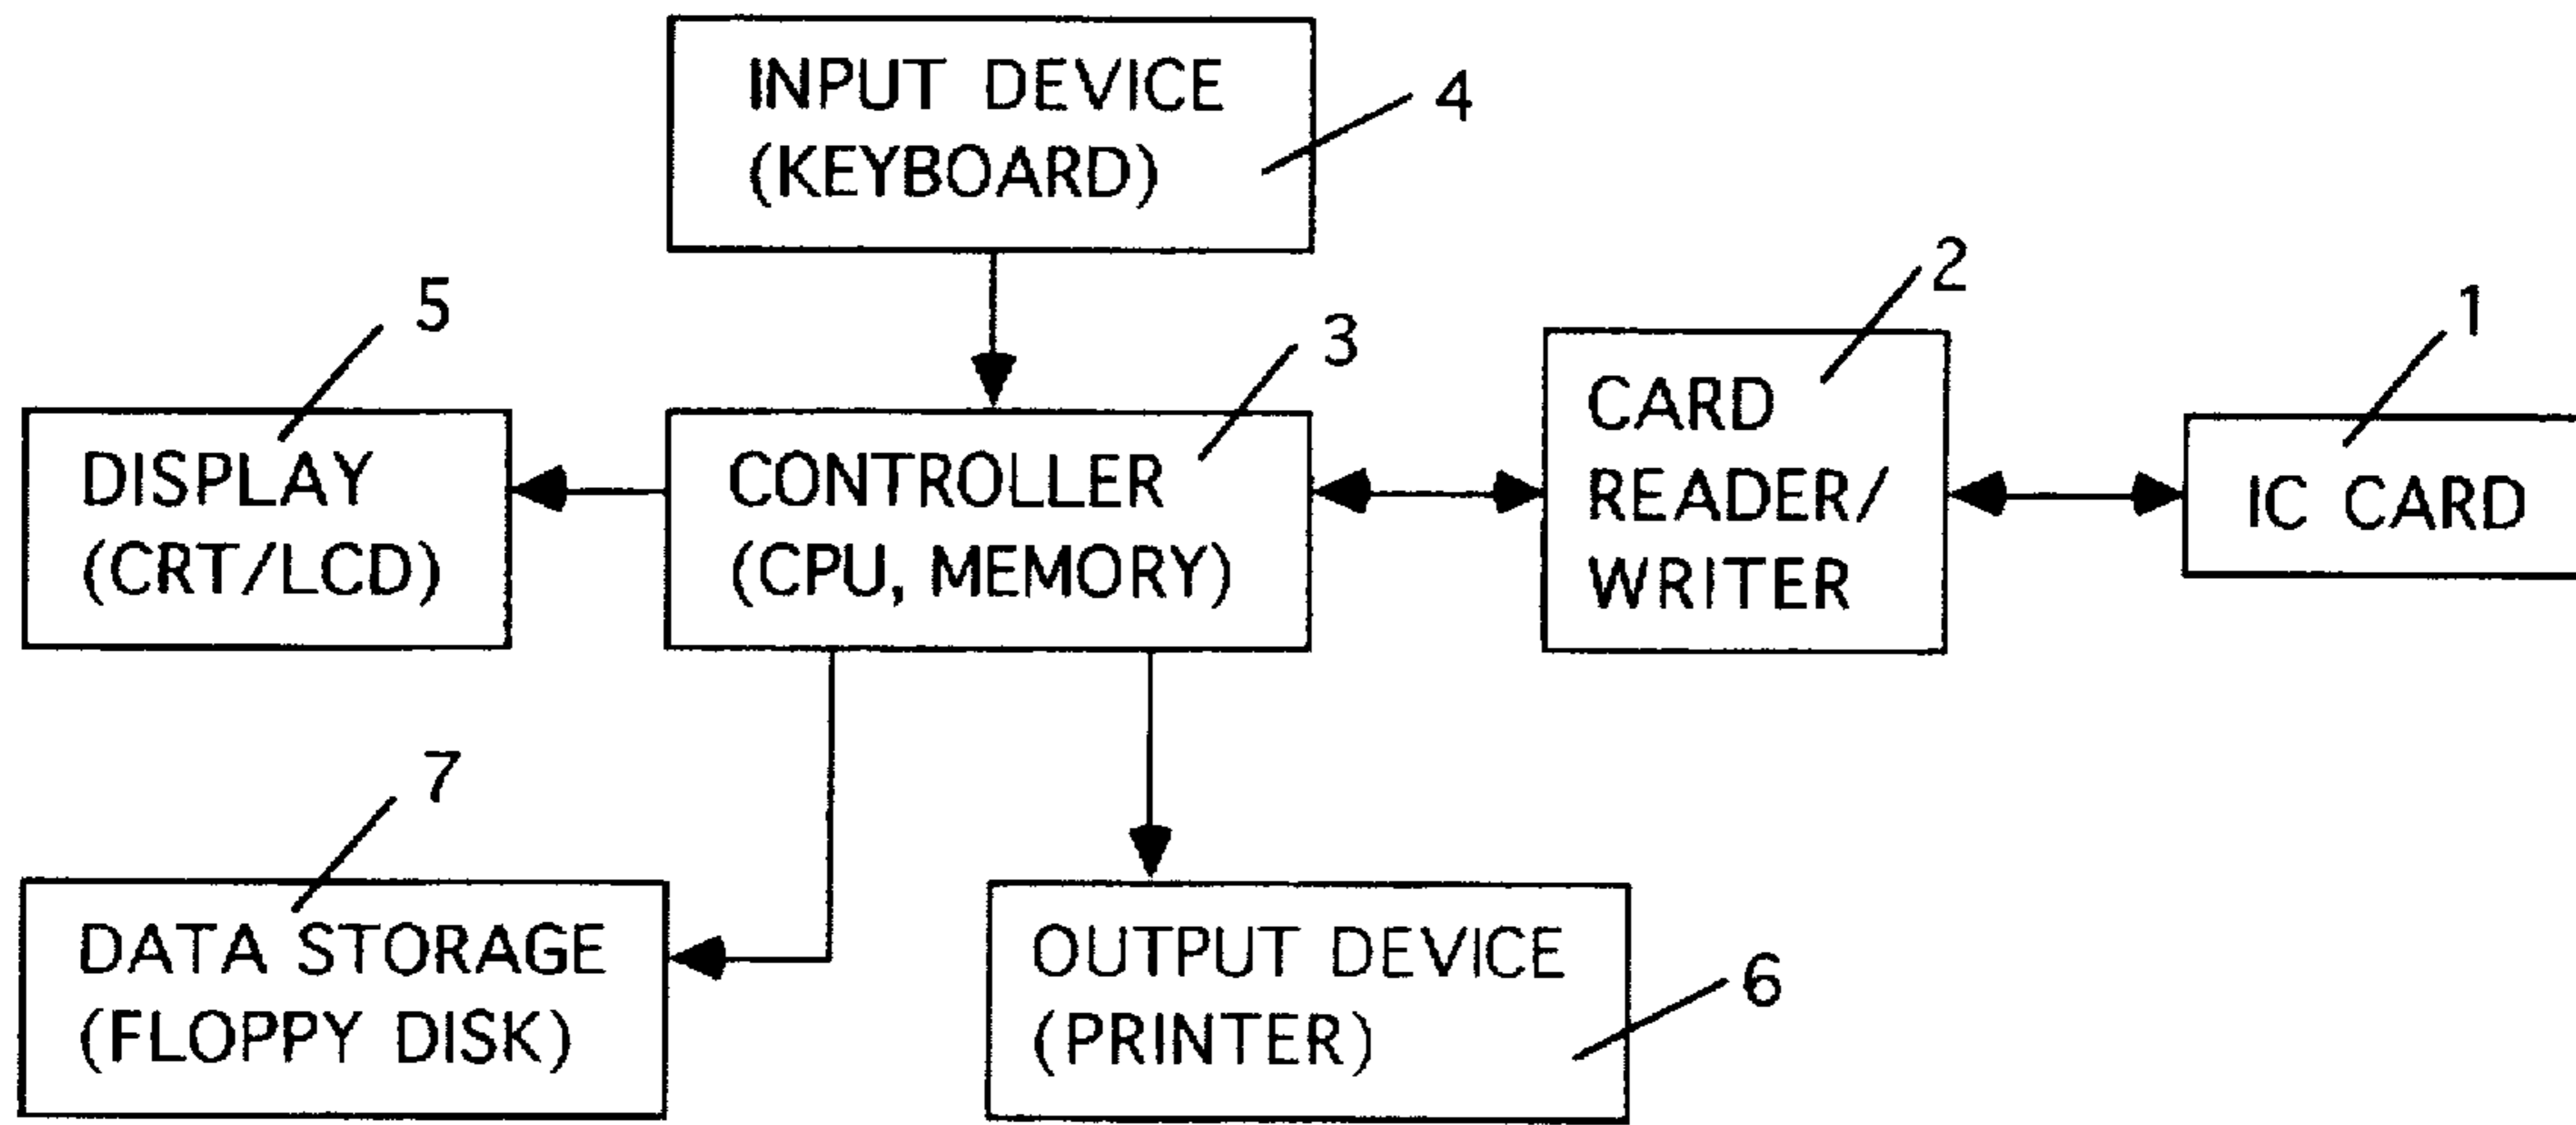 INPUT DEVICE
(KEYBOARD)
4
5
DISPLAY
(CRT/LCD)
3
CONTROLLER
(CPU, MEMORY)
2
CARD
READER/
WRITER
1
IC CARD
7
DATA STORAGE
(FLOPPY DISK)
OUTPUT DEVICE
(PRINTER)
6